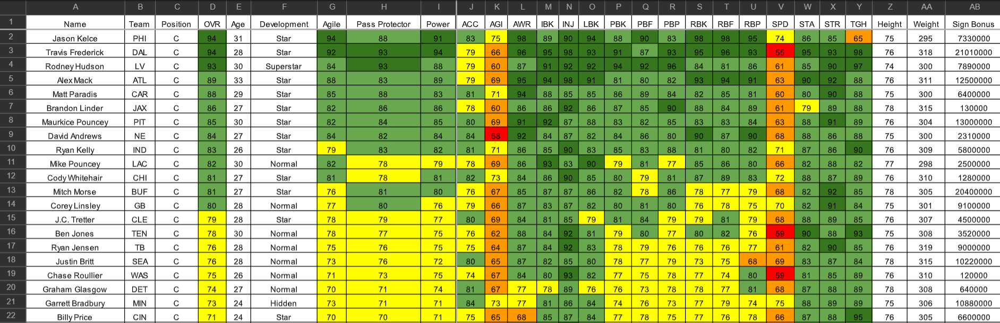 A B C D E F G H I J K L M N O P Q R S T U V W X Y Z AA AB
1 Name Team Position OVR Age Development Agile Pass Protector Power ACC AGI AWR IBK INJ LBK PBK PBF PBP RBK RBF RBP SPD STA STR TGH Height Weight Sign Bonus
2 Jason Kelce PHI C 94 31 Star 94 88 91 83 75 98 89 90 94 88 90 83 98 98 95 74 86 85 65 75 295 7330000
3 Travis Frederick DAL C 94 28 Star 92 93 94 79 66 96 95 98 93 91 87 93 95 96 93 55 95 93 98 76 318 21010000
4 Rodney Hudson LV C 93 30 Superstar 84 93 88 79 60 87 91 92 92 94 92 96 84 81 86 61 85 90 97 74 300 7890000
5 Alex Mack ATL C 89 33 Star 88 83 89 79 69 95 94 98 91 81 80 82 93 94 91 63 90 92 88 76 311 12500000
6 Matt Paradis CAR C 88 29 Star 85 88 83 81 71 94 88 85 85 86 89 84 82 85 81 60 80 90 88 75 300 6400000
7 Brandon Linder JAX C 86 27 Star 82 86 86 78 60 86 86 92 86 87 85 90 88 84 89 61 79 89 88 78 315 130000
8 Maurkice Pouncey PIT C 85 30 Star 82 84 85 80 69 91 92 87 88 83 82 85 83 83 84 63 88 91 89 76 304 13000000
9 David Andrews NE C 84 27 Star 84 82 84 84 58 92 84 87 82 84 86 80 90 87 90 68 88 86 88 75 300 2310000
10 Ryan Kelly IND C 83 26 Star 79 83 82 81 71 86 85 90 83 85 83 88 81 80 82 71 87 86 90 76 309 5800000
11 Mike Pouncey LAC C 82 30 Normal 82 78 79 78 69 86 93 83 90 79 81 77 85 86 80 66 82 88 82 77 298 2500000
12 Cody Whitehair CHI C 81 27 Star 81 78 81 82 73 84 86 90 85 80 79 81 87 89 83 72 88 87 89 76 310 1280000
13 Mitch Morse BUF C 81 27 Star 76 81 80 76 67 85 87 87 86 82 78 86 78 77 79 68 82 92 85 78 305 20400000
14 Corey Linsley GB C 80 28 Normal 77 80 76 79 66 87 83 87 82 80 81 80 76 78 75 70 82 91 84 75 301 9100000
15 J.C. Tretter CLE C 79 28 Star 78 79 77 80 69 84 81 85 79 81 84 79 79 81 79 68 88 89 85 76 307 4500000
16 Ben Jones TEN C 78 30 Normal 78 77 75 76 62 88 84 92 81 79 80 77 80 82 76 59 90 88 93 75 308 3520000
17 Ryan Jensen TB C 76 28 Normal 75 76 75 75 64 87 84 92 83 78 79 76 76 76 77 61 82 90 85 76 319 9000000
18 Justin Britt SEA C 76 28 Normal 73 76 72 80 65 87 82 85 80 78 77 79 73 75 68 69 83 87 84 78 315 10220000
19 Chase Roullier WAS C 75 26 Normal 71 73 75 74 67 84 80 93 82 77 75 78 77 74 80 59 81 85 89 76 310 120000
20 Graham Glasgow DET C 74 27 Normal 70 71 74 81 67 77 78 89 76 76 73 78 78 77 81 68 87 88 89 78 308 640000
21 Garrett Bradbury MIN C 73 24 Hidden 73 71 71 84 73 77 81 86 84 74 76 73 77 79 74 75 88 89 89 75 306 10880000
22 Billy Price CIN C 71 24 Star 70 70 71 75 65 68 85 87 84 77 78 75 77 76 78 66 87 88 95 76 305 6600000